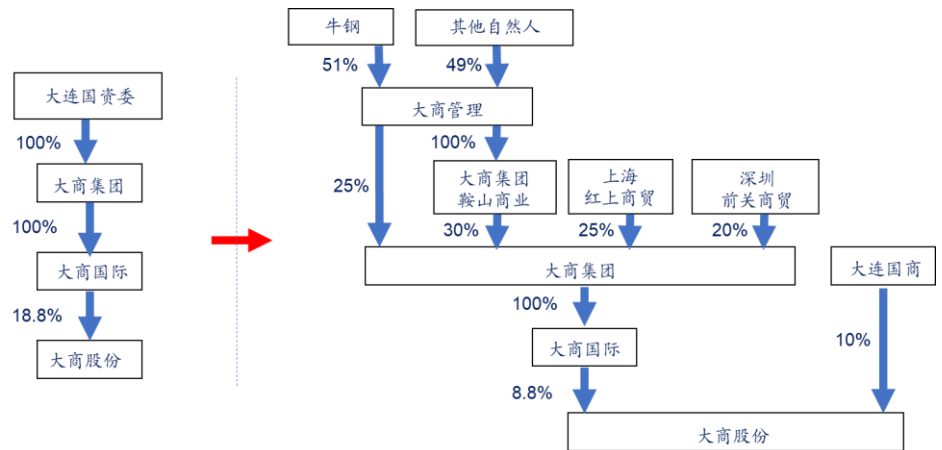 大连国资委
100%
大商集团
100%
大商国际
18.8%
大商股份
牛钢
其他自然人
51%
49%
大商管理
25%
100%
大商集团
鞍山商业
上海
红上商贸
深圳
前关商贸
30%
25%
20%
大商集团
大连国商
100%
大商国际
10%
8.8%
大商股份